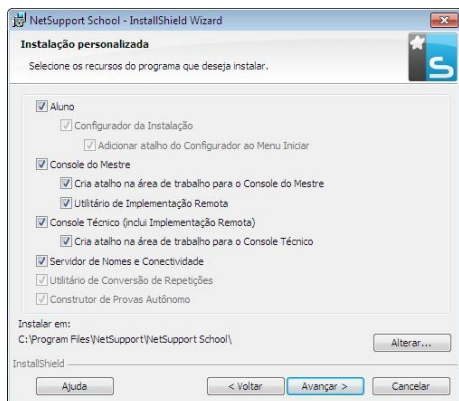 NetSupport School - InstallShield Wizard
Instalação personalizada
Selecione os recursos do programa que deseja instalar.
S
Aluno
Configurador da Instalação
Adicionar atalho do Configurador ao Menu Iniciar
Console do Mestre
Cria atalho na área de trabalho para o Console do Mestre
Utilitário de Implementação Remota
Console Técnico (inclui Implementação Remota)
Cria atalho na área de trabalho para o Console Técnico
Servidor de Nomes e Conectividade
Utilitário de Conversão de Repetições
Construtor de Provas Autônomo
Instalar em:
C:\Program Files\NetSupport\NetSupport School\
Alterar...
InstallShield
Ajuda < Voltar Avançar > Cancelar